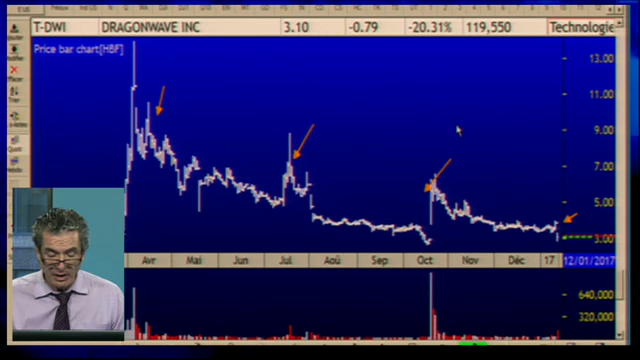 T-DWI DRAGONWAVE INC 3.10 -0.79 -20.31% 119,550 Technologie
Price bar chart[HBF]
13.00
11.00
9.00
7.00
5.00
3.00
Avr Mai Jun Jul Aoû Sep Oct Nov Déc 17 12/01/2017
640,000
320,000